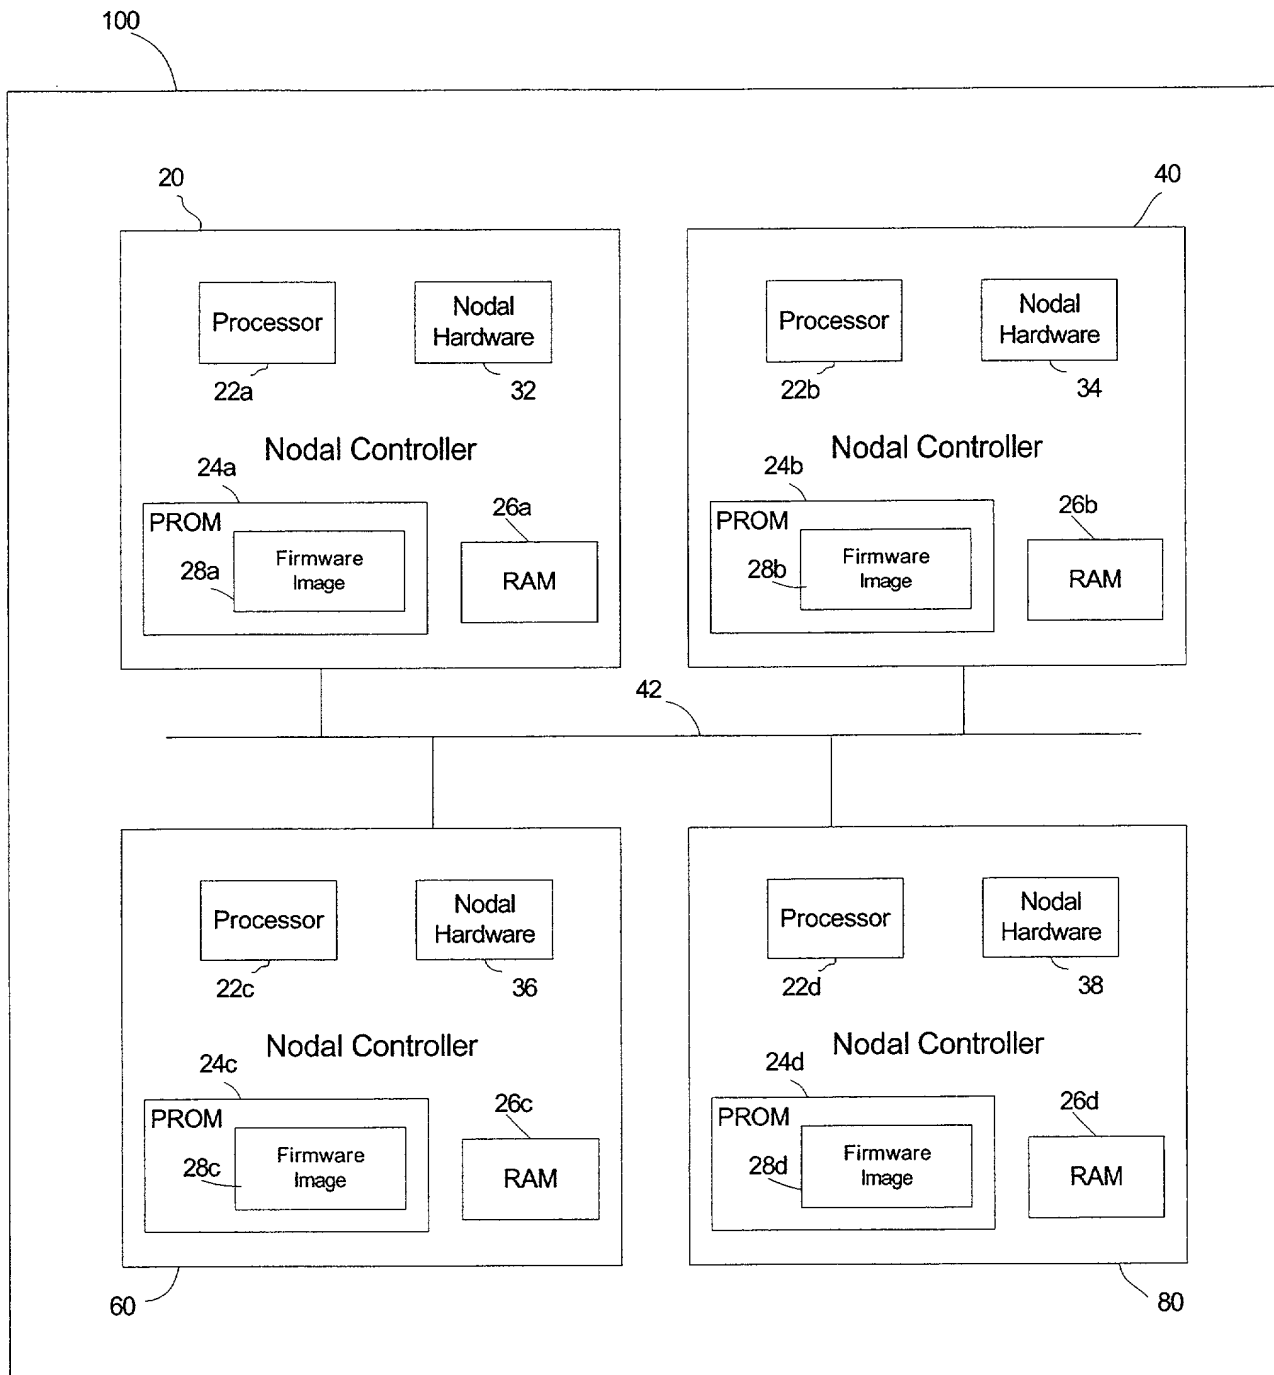 100
20
40
Processor
Nodal
Hardware
22a
32
Nodal Controller
24a
PROM
28a
Firmware
Image
26a
RAM
Processor
Nodal
Hardware
22b
34
Nodal Controller
24b
PROM
28b
Firmware
Image
26b
RAM
42
Processor
Nodal
Hardware
22c
36
Nodal Controller
24c
PROM
28c
Firmware
Image
26c
RAM
60
Processor
Nodal
Hardware
22d
38
Nodal Controller
24d
PROM
28d
Firmware
Image
26d
RAM
80